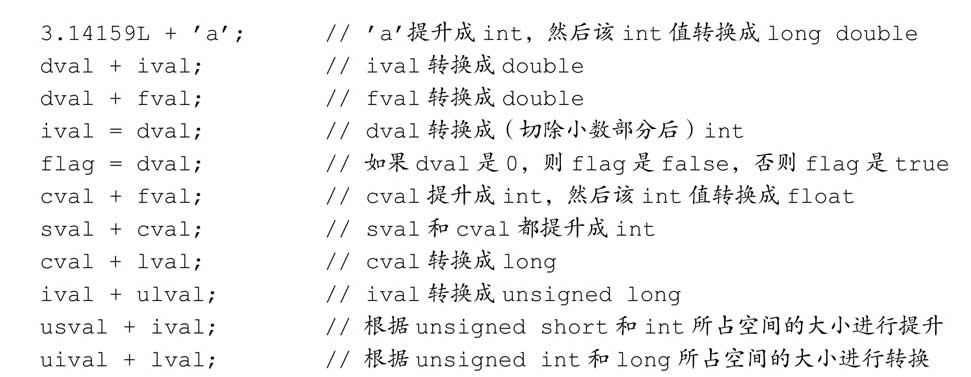 3.14159L + 'a'; // 'a'提升成 int，然后该 int 值转换成 long double
dval + ival; // ival 转换成 double
dval + fval; // fval 转换成 double
ival = dval; // dval 转换成（切除小数部分后）int
flag = dval; // 如果 dval 是 0，则 flag 是 false，否则 flag 是 true
cval + fval; // cval 提升成 int，然后该 int 值转换成 float
sval + cval; // sval 和 cval 都提升成 int
cval + lval; // cval 转换成 long
ival + ulval; // ival 转换成 unsigned long
usval + ival; // 根据 unsigned short 和 int 所占空间的大小进行提升
uival + lval; // 根据 unsigned int 和 long 所占空间的大小进行转换